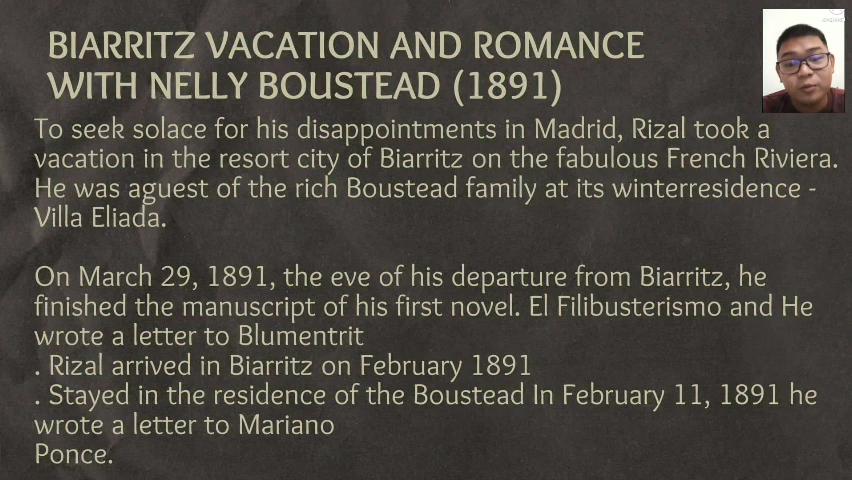 BIARRITZ VACATION AND ROMANCE
WITH NELLY BOUSTEAD (1891)
To seek solace for his disappointments in Madrid, Rizal took a
vacation in the resort city of Biarritz on the fabulous French Riviera.
He was aguest of the rich Boustead family at its winterresidence -
Villa Eliada.
On March 29, 1891, the eve of his departure from Biarritz, he
finished the manuscript of his first novel. El Filibusterismo and He
wrote a letter to Blumentrit
. Rizal arrived in Biarritz on February 1891
. Stayed in the residence of the Boustead In February 11, 1891 he
wrote a letter to Mariano
Ponce.